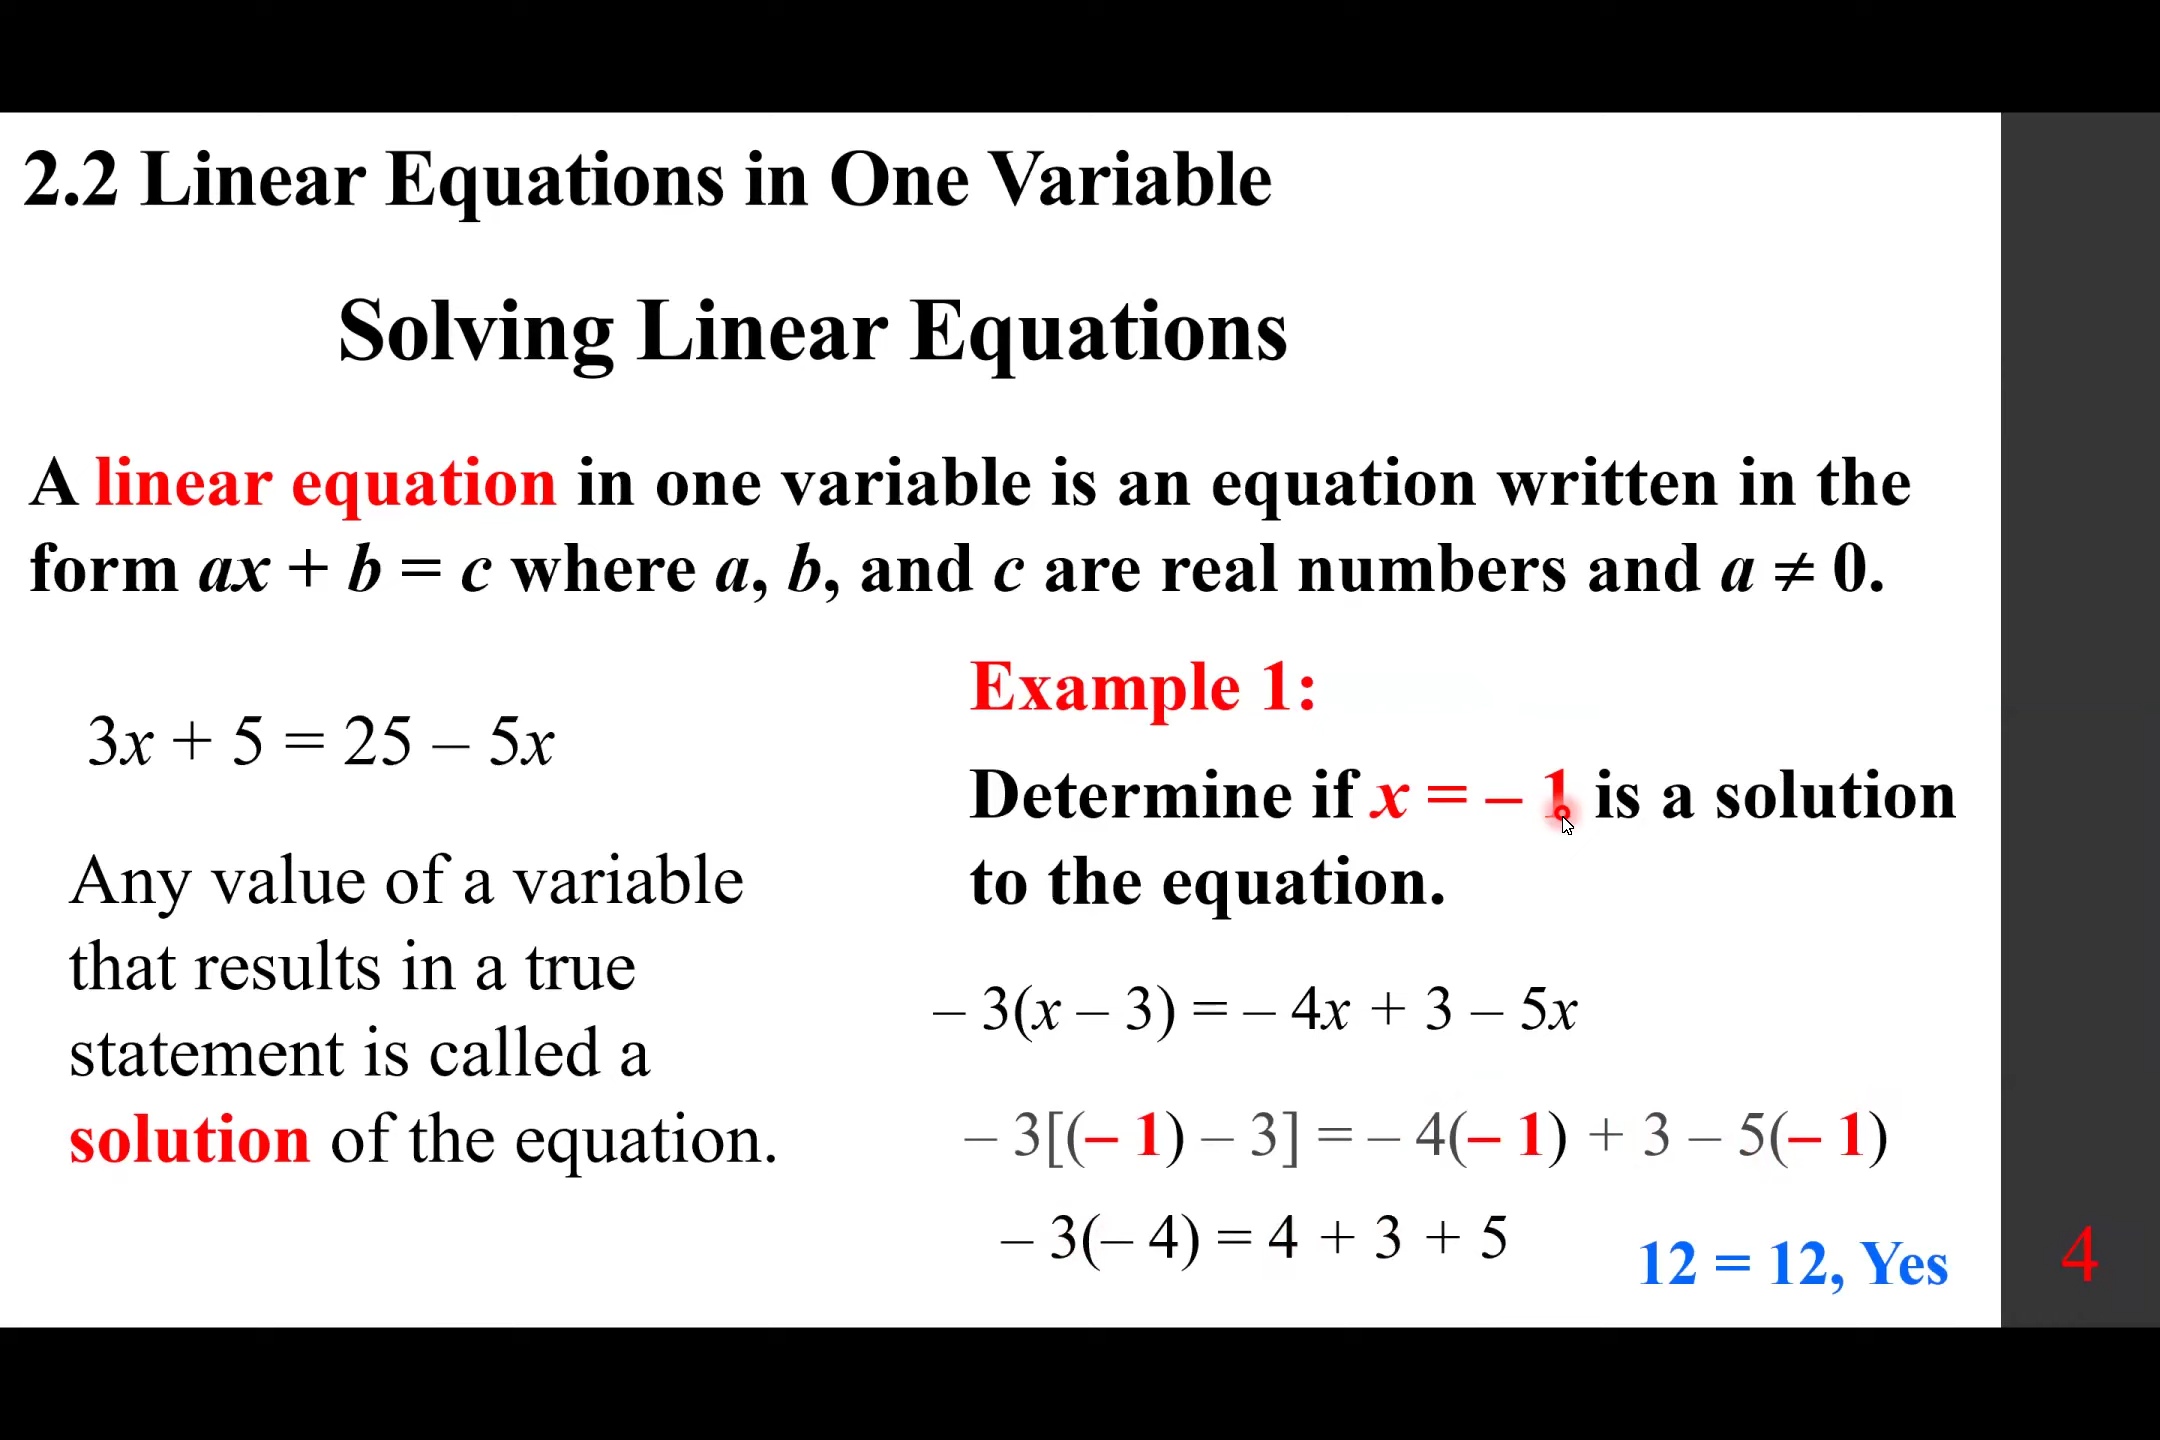 2.2 Linear Equations in One Variable
Solving Linear Equations
A linear equation in one variable is an equation written in the
form ax + b = c where a, b, and c are real numbers and a ≠ 0.
3x + 5 = 25 – 5x
Any value of a variable
that results in a true
statement is called a
solution of the equation.
Example 1:
Determine if x = – 1 is a solution
to the equation.
– 3(x – 3) = – 4x + 3 – 5x
– 3[(– 1) – 3] = – 4(– 1) + 3 – 5(– 1)
– 3(– 4) = 4 + 3 + 5
12 = 12, Yes
4